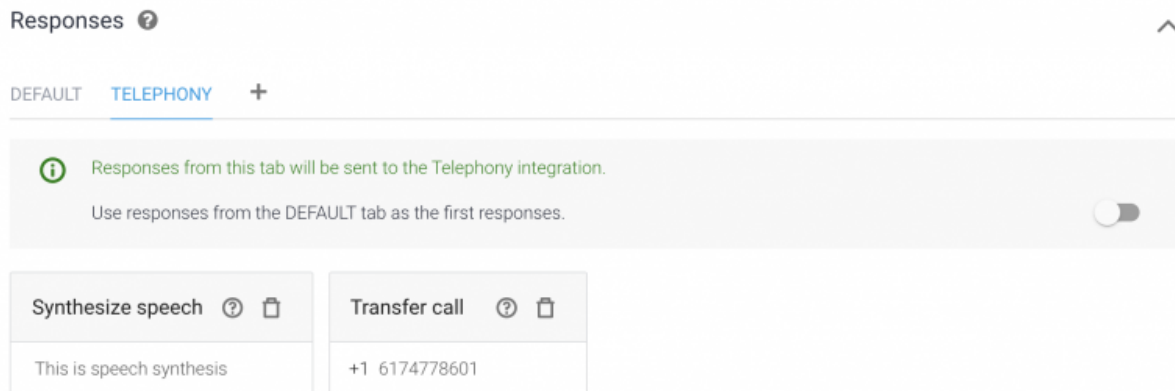 Responses
DEFAULT TELEPHONY +
Responses from this tab will be sent to the Telephony integration.
Use responses from the DEFAULT tab as the first responses.
Synthesize speech
This is speech synthesis
Transfer call
+1 6174778601